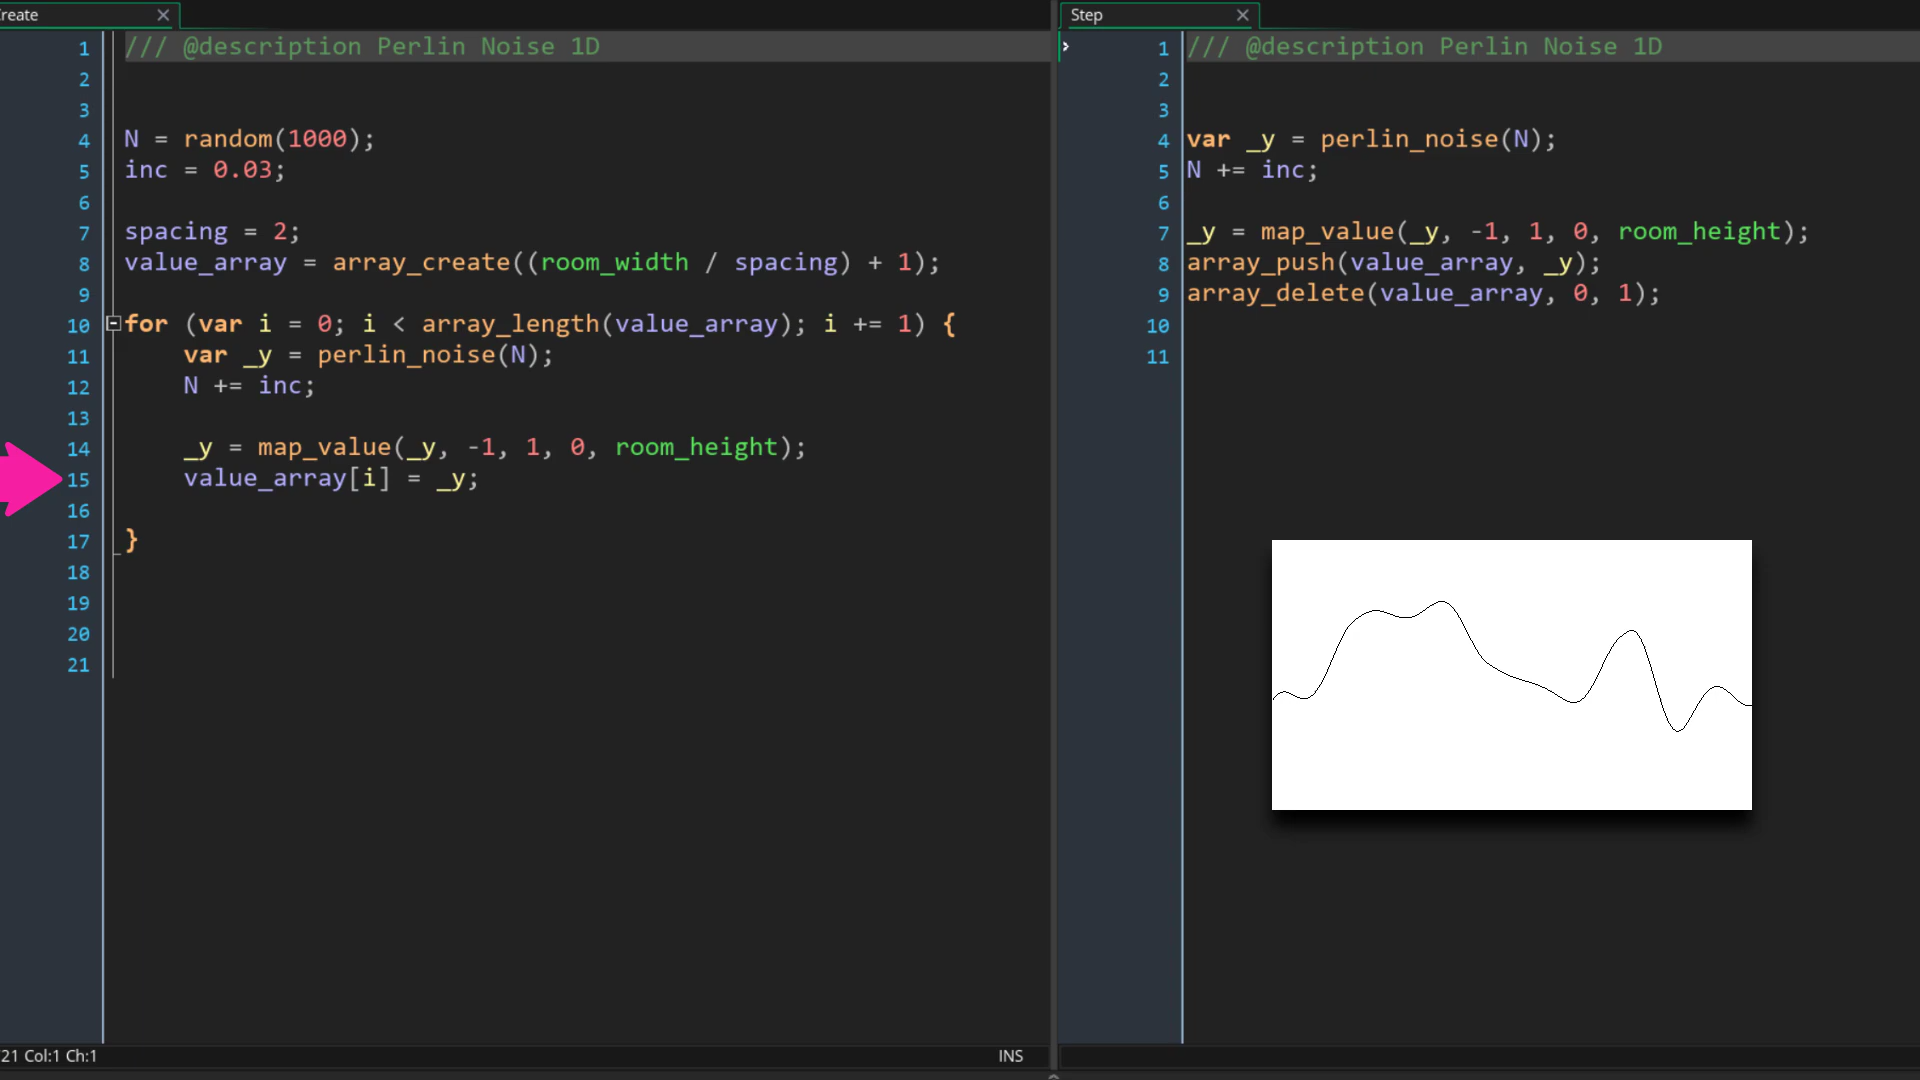 reate
1 /// @description Perlin Noise 1D
2
3
4 N = random(1000);
5 inc = 0.03;
6
7 spacing = 2;
8 value_array = array_create((room_width / spacing) + 1);
9
10 for (var i = 0; i < array_length(value_array); i += 1) {
11 var _y = perlin_noise(N);
12 N += inc;
13
14 _y = map_value(_y, -1, 1, 0, room_height);
15 value_array[i] = _y;
16
17 }
18
19
20
21
21 Col:1 Ch:1
INS
Step
1 /// @description Perlin Noise 1D
2
3
4 var _y = perlin_noise(N);
5 N += inc;
6
7 _y = map_value(_y, -1, 1, 0, room_height);
8 array_push(value_array, _y);
9 array_delete(value_array, 0, 1);
10
11